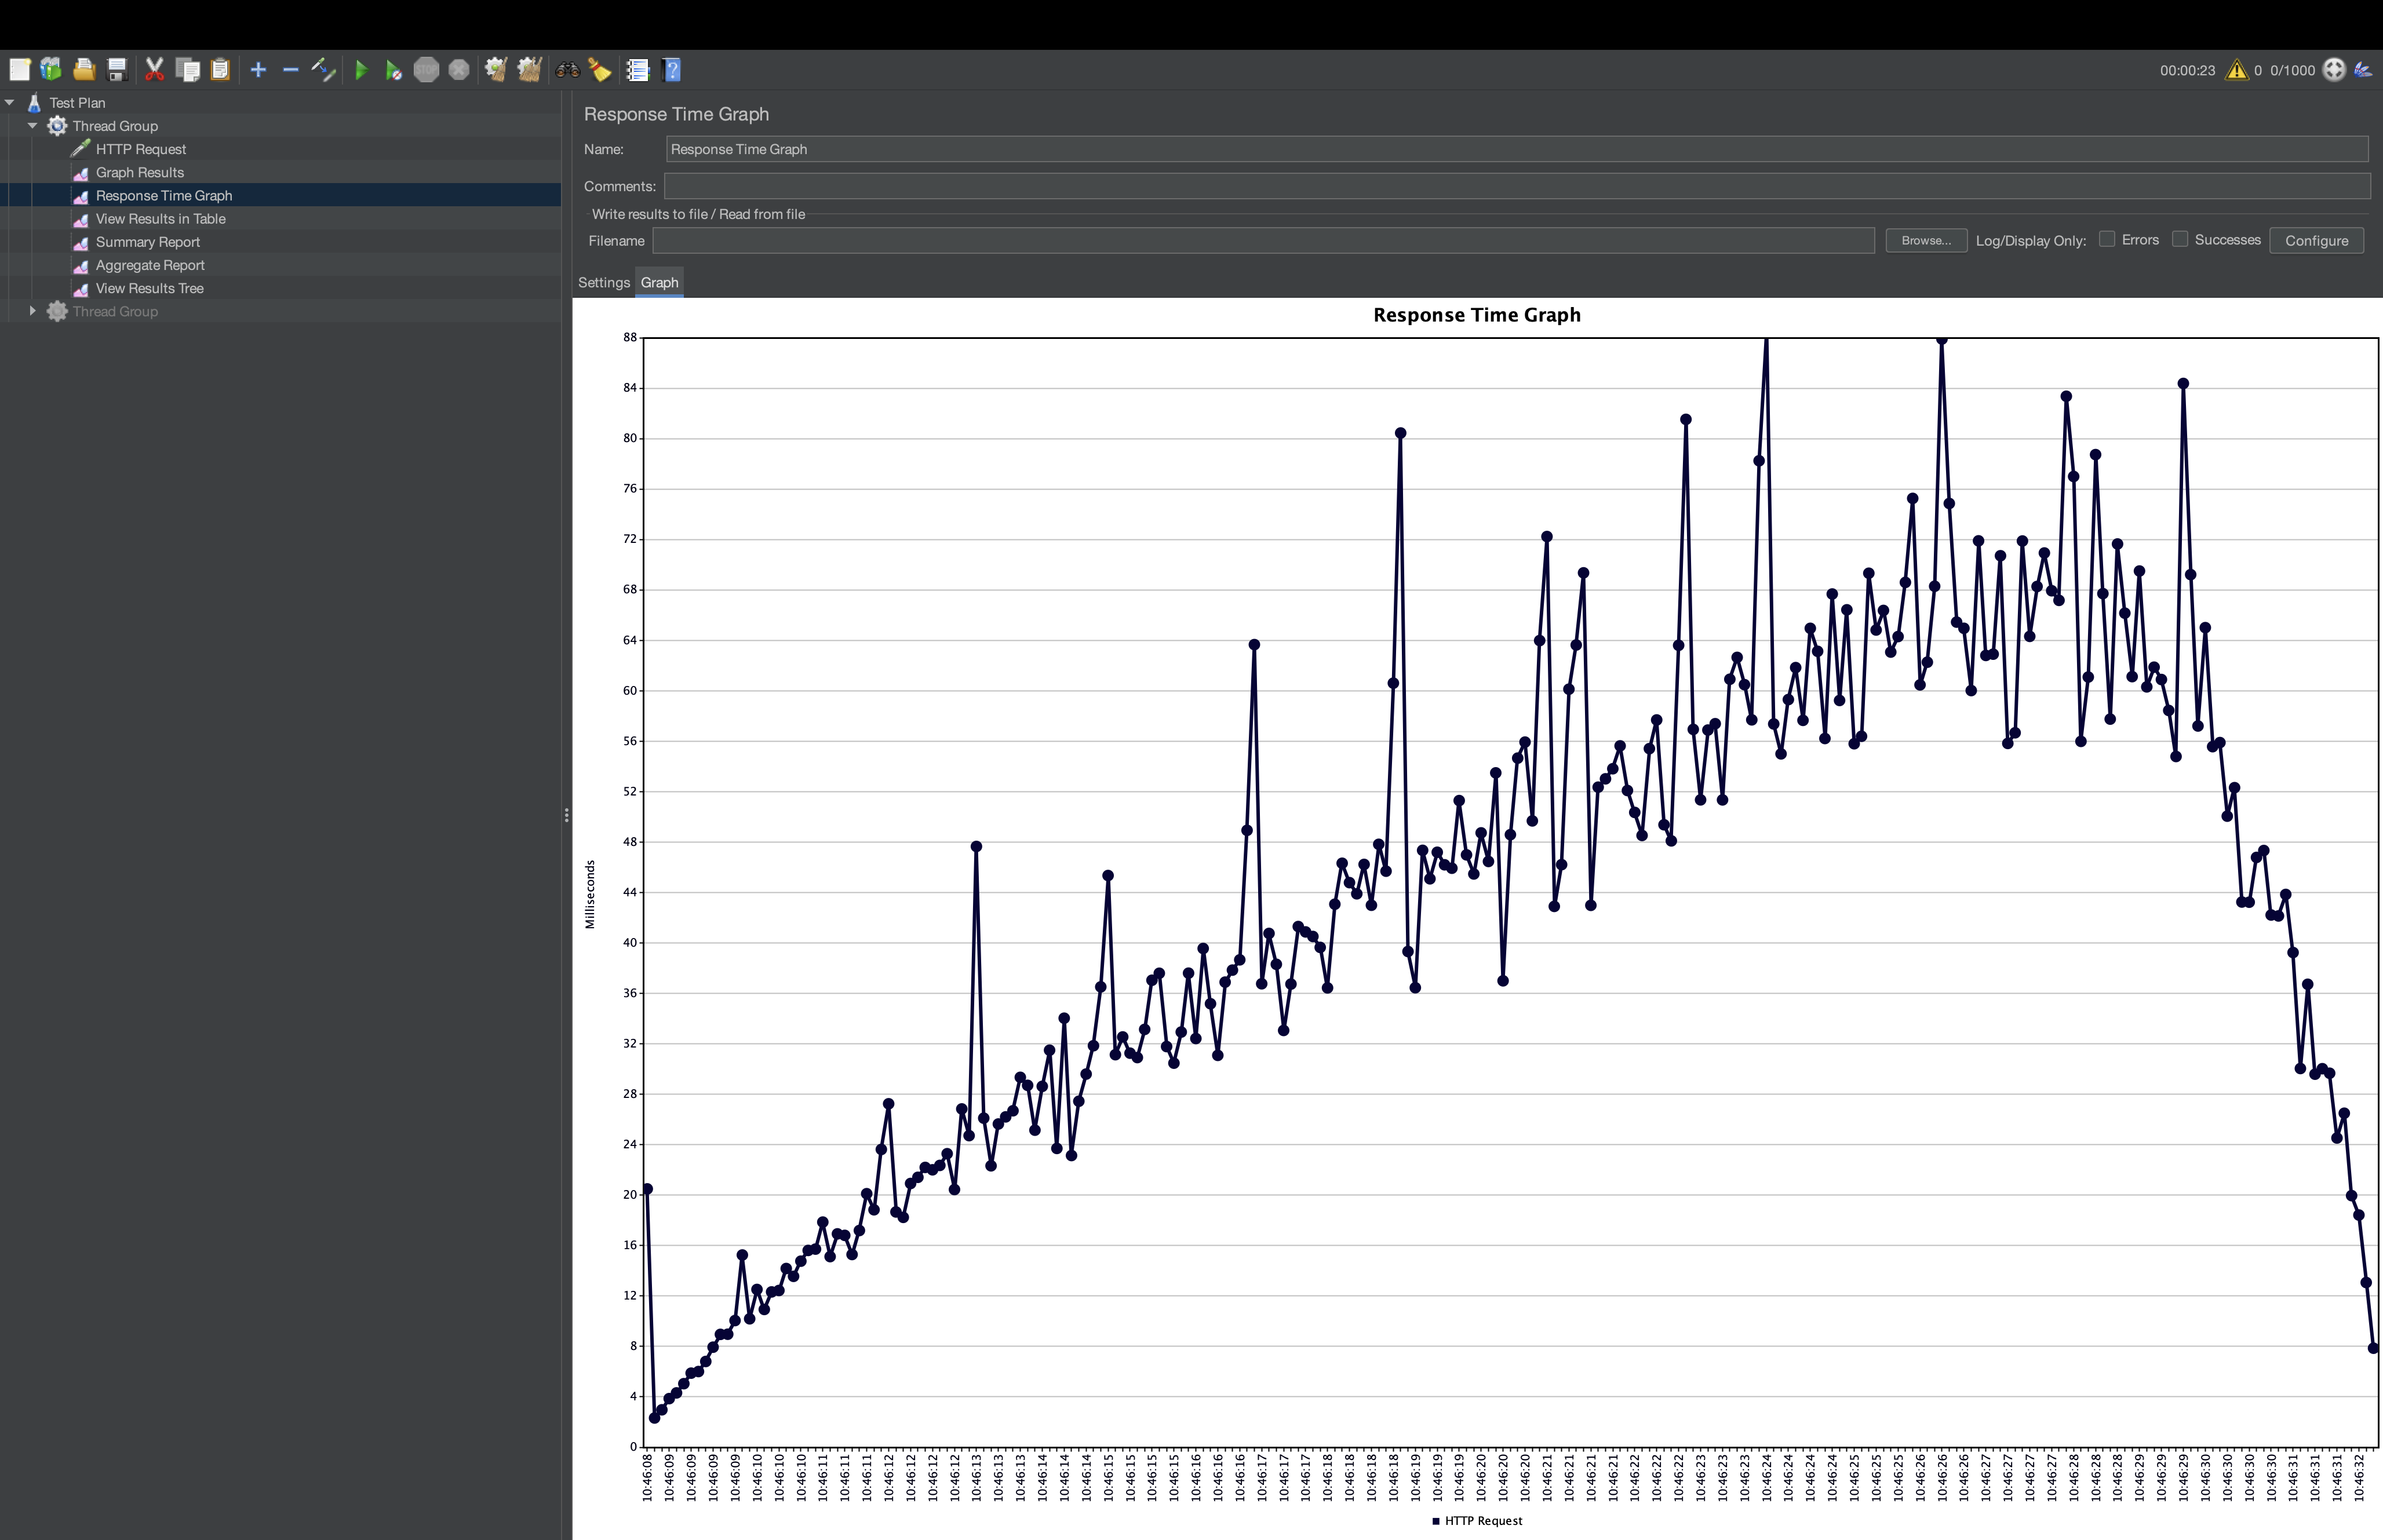 STOP
00:00:23 0 0/1000
Test Plan
Thread Group
HTTP Request
Graph Results
Response Time Graph
View Results in Table
Summary Report
Aggregate Report
View Results Tree
Thread Group
Response Time Graph
Name: Response Time Graph
Comments:
Write results to file / Read from file
Filename Browse... Log/Display Only: Errors Successes Configure
Settings Graph
Response Time Graph
88
84
80
76
72
68
64
60
56
52
48
44
40
36
32
28
24
20
16
12
8
4
0
Milliseconds
10:46:08 10:46:09 10:46:09 10:46:09 10:46:09 10:46:10 10:46:10 10:46:10 10:46:11 10:46:11 10:46:11 10:46:12 10:46:12 10:46:12 10:46:12 10:46:13 10:46:13 10:46:13 10:46:14 10:46:14 10:46:14 10:46:15 10:46:15 10:46:15 10:46:15 10:46:16 10:46:16 10:46:16 10:46:17 10:46:17 10:46:17 10:46:18 10:46:18 10:46:18 10:46:18 10:46:19 10:46:19 10:46:19 10:46:20 10:46:20 10:46:20 10:46:21 10:46:21 10:46:21 10:46:21 10:46:22 10:46:22 10:46:22 10:46:23 10:46:23 10:46:23 10:46:24 10:46:24 10:46:24 10:46:24 10:46:25 10:46:25 10:46:25 10:46:26 10:46:26 10:46:26 10:46:27 10:46:27 10:46:27 10:46:27 10:46:28 10:46:28 10:46:28 10:46:29 10:46:29 10:46:29 10:46:30 10:46:30 10:46:30 10:46:30 10:46:31 10:46:31 10:46:31 10:46:32
HTTP Request